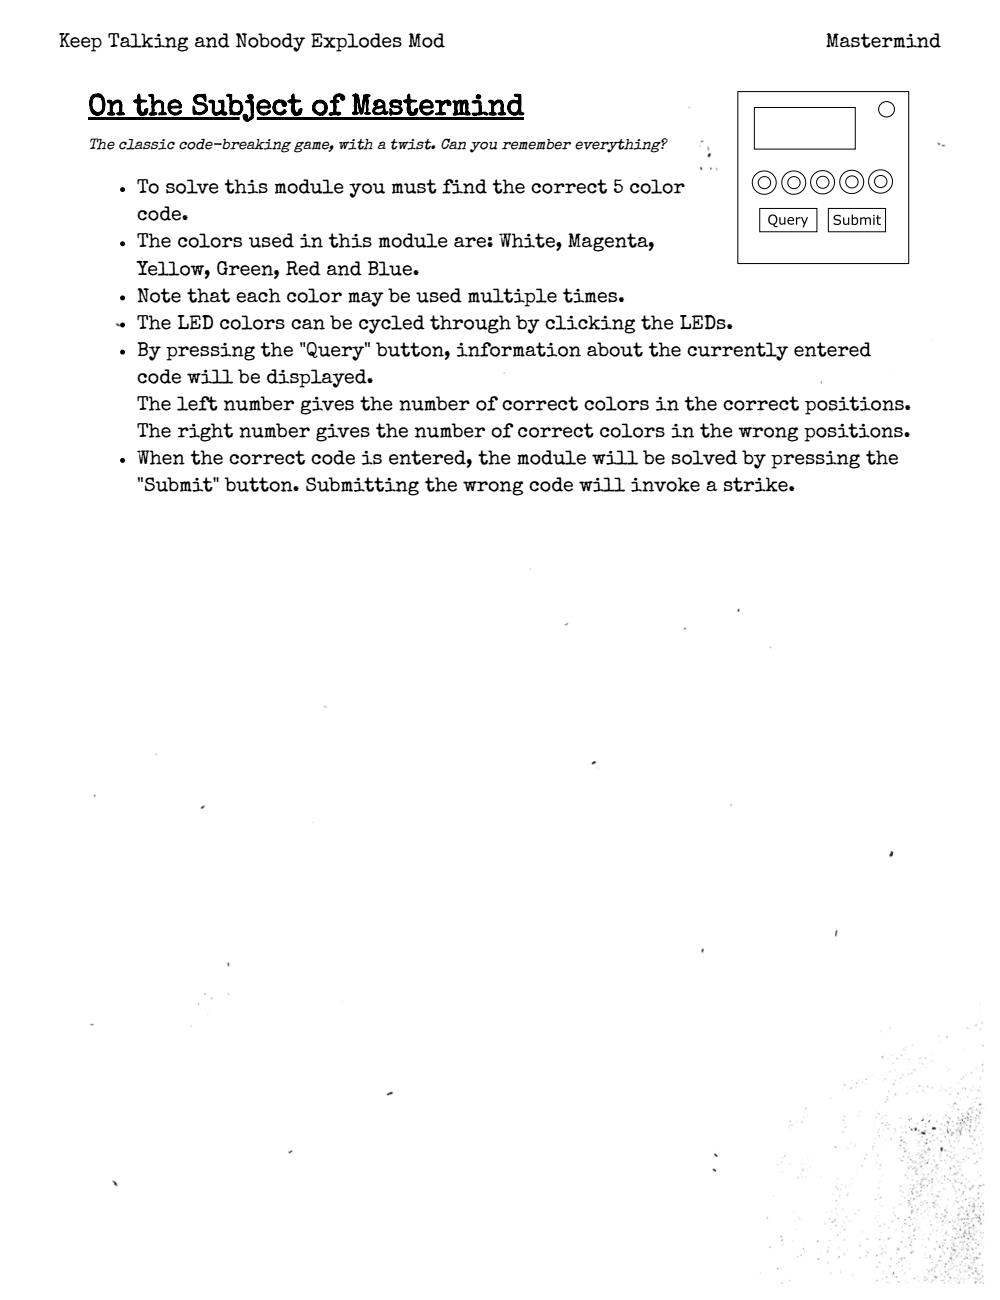 Keep Talking and Nobody Explodes Mod
Mastermind
On the Subject of Mastermind
The classic code-breaking game, with a twist. Can you remember everything?
• To solve this module you must find the correct 5 color
code.
• The colors used in this module are: White, Magenta,
Yellow, Green, Red and Blue.
• Note that each color may be used multiple times.
• The LED colors can be cycled through by clicking the LEDs.
• By pressing the "Query" button, information about the currently entered
code will be displayed.
The left number gives the number of correct colors in the correct positions.
The right number gives the number of correct colors in the wrong positions.
• When the correct code is entered, the module will be solved by pressing the
"Submit" button. Submitting the wrong code will invoke a strike.
Query
Submit